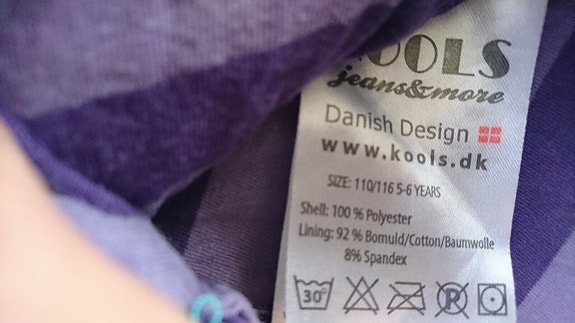 KOOLS
jeans&more
Danish Design
www.kools.dk
SIZE: 110/116 5-6 YEARS
Shell: 100 % Polyester
Lining: 92 % Bomuld/Cotton/Baumwolle
8% Spandex
30° P